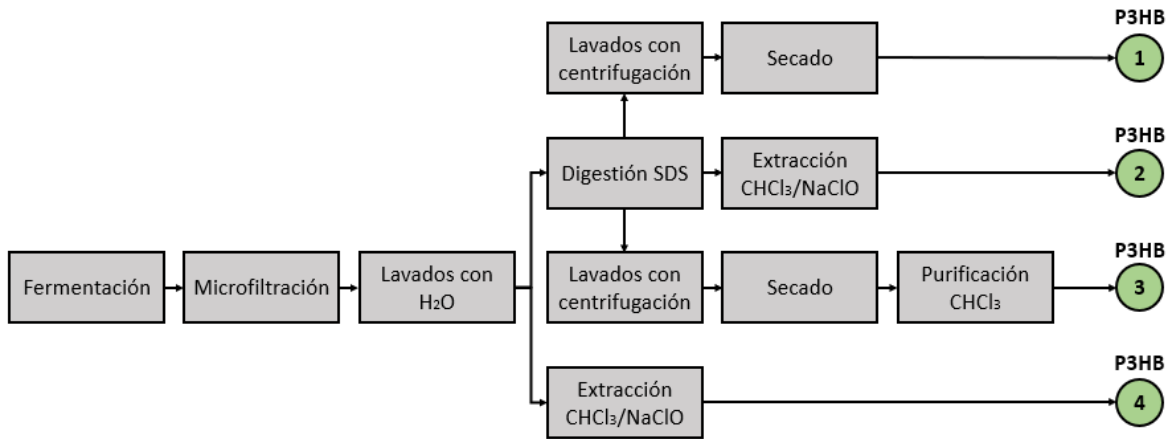 P3HB
Lavados con
centrifugación
Secado
1
P3HB
Digestión SDS
Extracción
CHCl₃/NaClO
2
P3HB
Fermentación
Microfiltración
Lavados con
H₂O
Lavados con
centrifugación
Secado
Purificación
CHCl₃
3
P3HB
Extracción
CHCl₃/NaClO
4